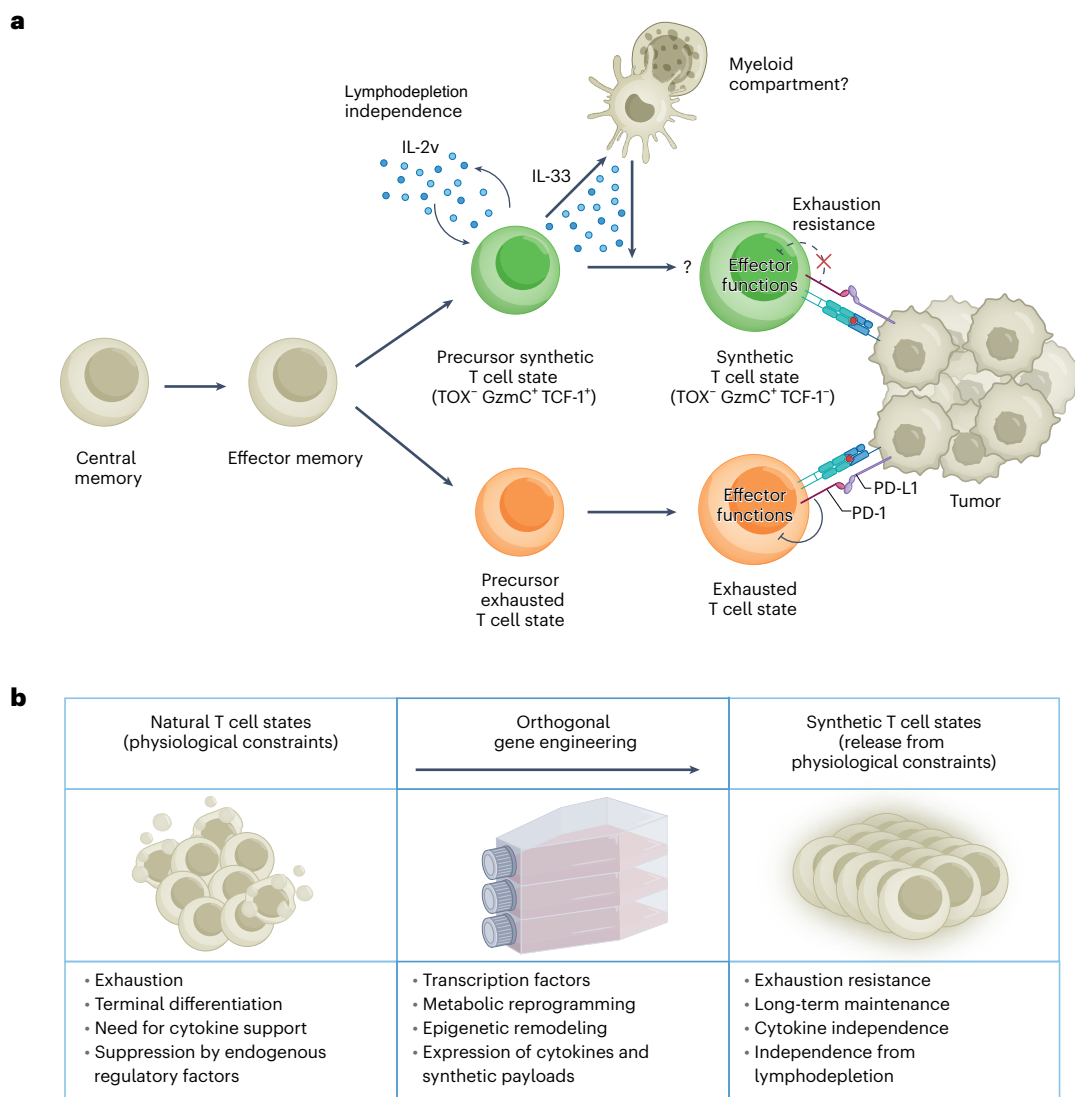 a
Myeloid
compartment?
Lymphodepletion
independence
IL-2v
IL-33
Exhaustion
resistance
?
Effector
functions
Precursor synthetic
T cell state
(TOX⁻ GzmC⁺ TCF-1⁺)
Synthetic
T cell state
(TOX⁻ GzmC⁺ TCF-1⁻)
Central
memory
Effector memory
Effector
functions
PD-L1
PD-1
Tumor
Precursor
exhausted
T cell state
Exhausted
T cell state
b
Natural T cell states
(physiological constraints)
Orthogonal
gene engineering
Synthetic T cell states
(release from
physiological constraints)
• Exhaustion
• Terminal differentiation
• Need for cytokine support
• Suppression by endogenous
regulatory factors
• Transcription factors
• Metabolic reprogramming
• Epigenetic remodeling
• Expression of cytokines and
synthetic payloads
• Exhaustion resistance
• Long-term maintenance
• Cytokine independence
• Independence from
lymphodepletion